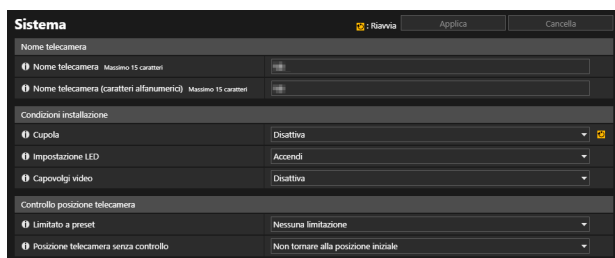 Sistema : Riavvia Applica Cancella
Nome telecamera
Nome telecamera Massimo 15 caratteri
Nome telecamera (caratteri alfanumerici) Massimo 15 caratteri
Condizioni installazione
Cupola Disattiva
Impostazione LED Accendi
Capovolgi video Disattiva
Controllo posizione telecamera
Limitato a preset Nessuna limitazione
Posizione telecamera senza controllo Non tornare alla posizione iniziale